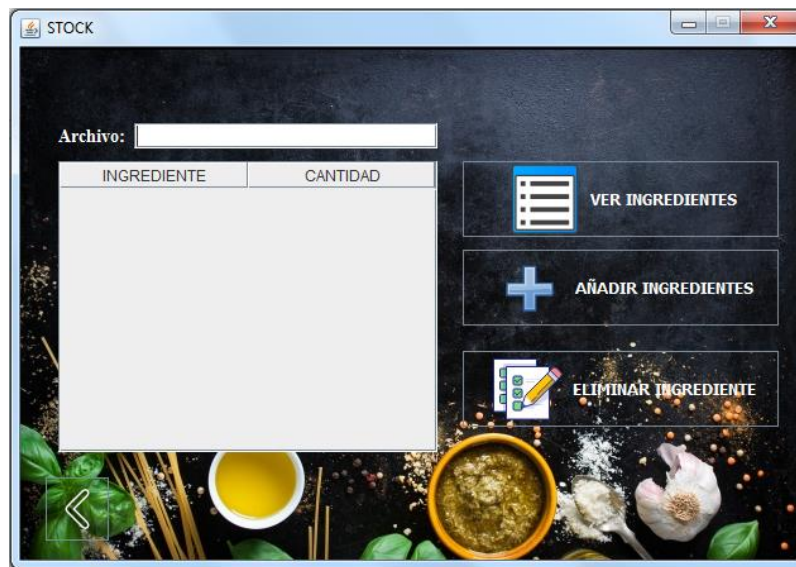 STOCK
Archivo:
INGREDIENTE CANTIDAD
VER INGREDIENTES
AÑADIR INGREDIENTES
ELIMINAR INGREDIENTE